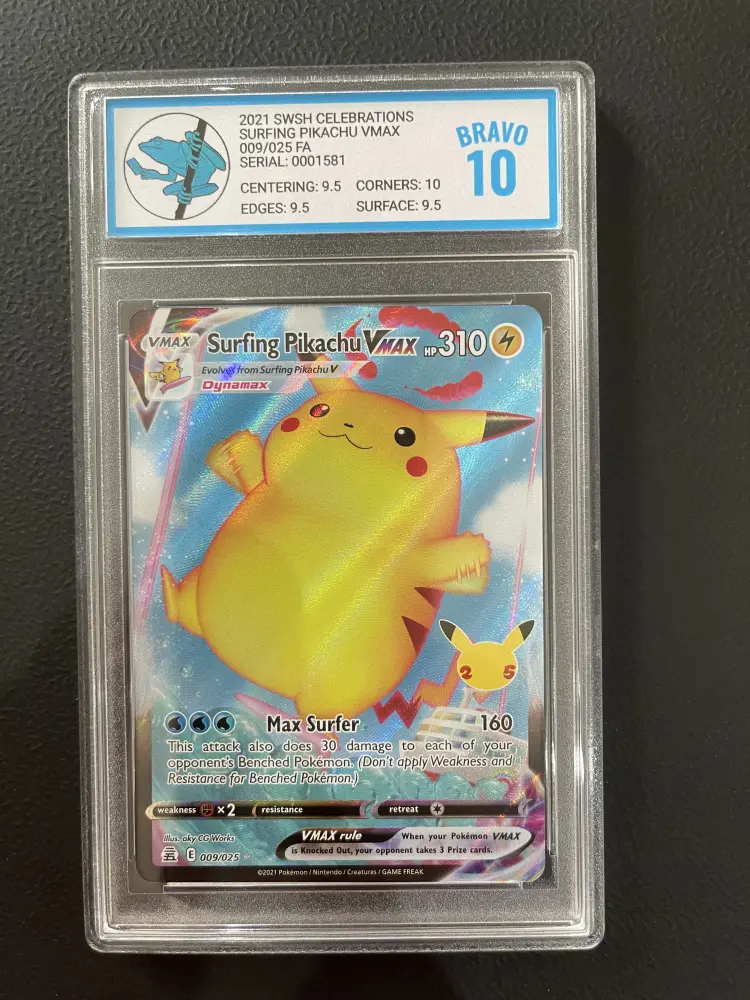 2021 SWSH CELEBRATIONS
SURFING PIKACHU VMAX
009/025 FA
SERIAL: 0001581
CENTERING: 9.5 CORNERS: 10
EDGES: 9.5 SURFACE: 9.5
BRAVO
10
VMAX Surfing Pikachu VMAX HP 310
Evolves from Surfing Pikachu V
Dynamax
2 5
Max Surfer 160
This attack also does 30 damage to each of your
opponent's Benched Pokémon. (Don't apply Weakness and
Resistance for Benched Pokémon.)
weakness ×2 resistance retreat
Illus. aky CG Works
VMAX rule When your Pokémon VMAX
is Knocked Out, your opponent takes 3 Prize cards.
E 009/025
©2021 Pokémon / Nintendo / Creatures / GAME FREAK